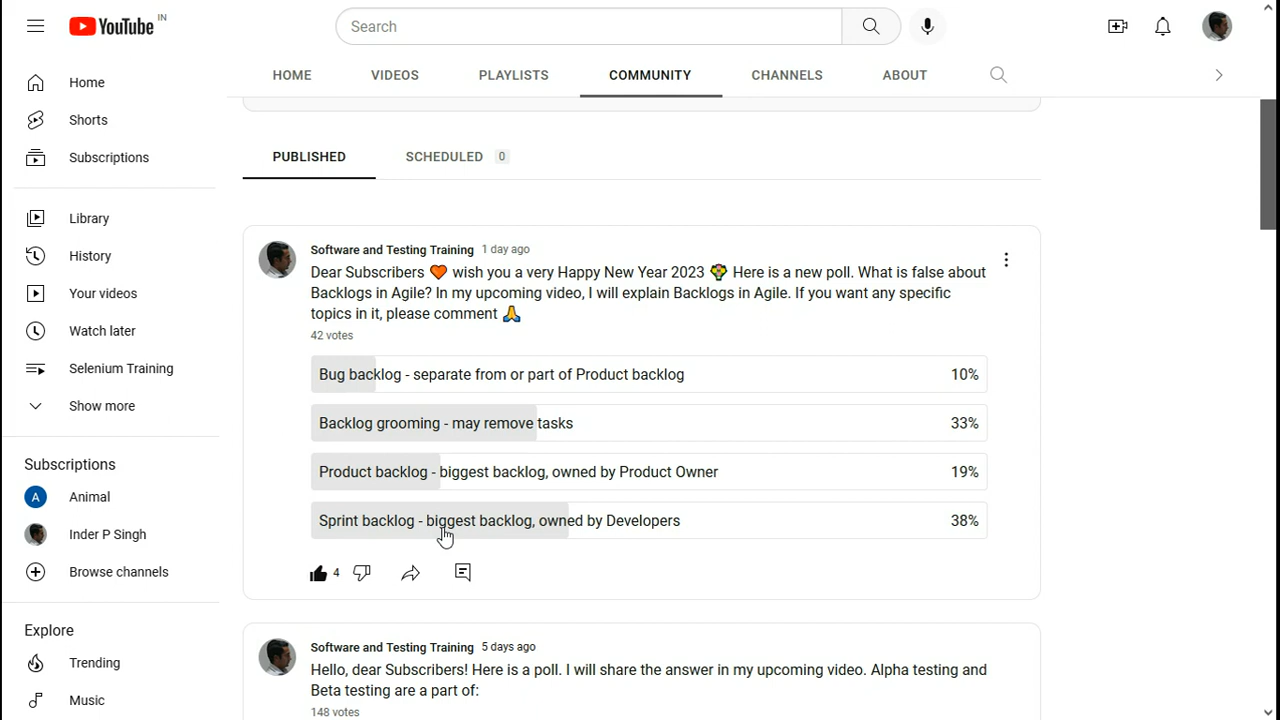 YouTube IN
Search
HOME VIDEOS PLAYLISTS COMMUNITY CHANNELS ABOUT
Home
Shorts
Subscriptions
Library
History
Your videos
Watch later
Selenium Training
Show more
Subscriptions
A Animal
Inder P Singh
Browse channels
Explore
Trending
Music
PUBLISHED SCHEDULED 0
Software and Testing Training 1 day ago
Dear Subscribers 🧡 wish you a very Happy New Year 2023 💐 Here is a new poll. What is false about
Backlogs in Agile? In my upcoming video, I will explain Backlogs in Agile. If you want any specific
topics in it, please comment 🙏
42 votes
Bug backlog - separate from or part of Product backlog 10%
Backlog grooming - may remove tasks 33%
Product backlog - biggest backlog, owned by Product Owner 19%
Sprint backlog - biggest backlog, owned by Developers 38%
4
Software and Testing Training 5 days ago
Hello, dear Subscribers! Here is a poll. I will share the answer in my upcoming video. Alpha testing and
Beta testing are a part of:
148 votes